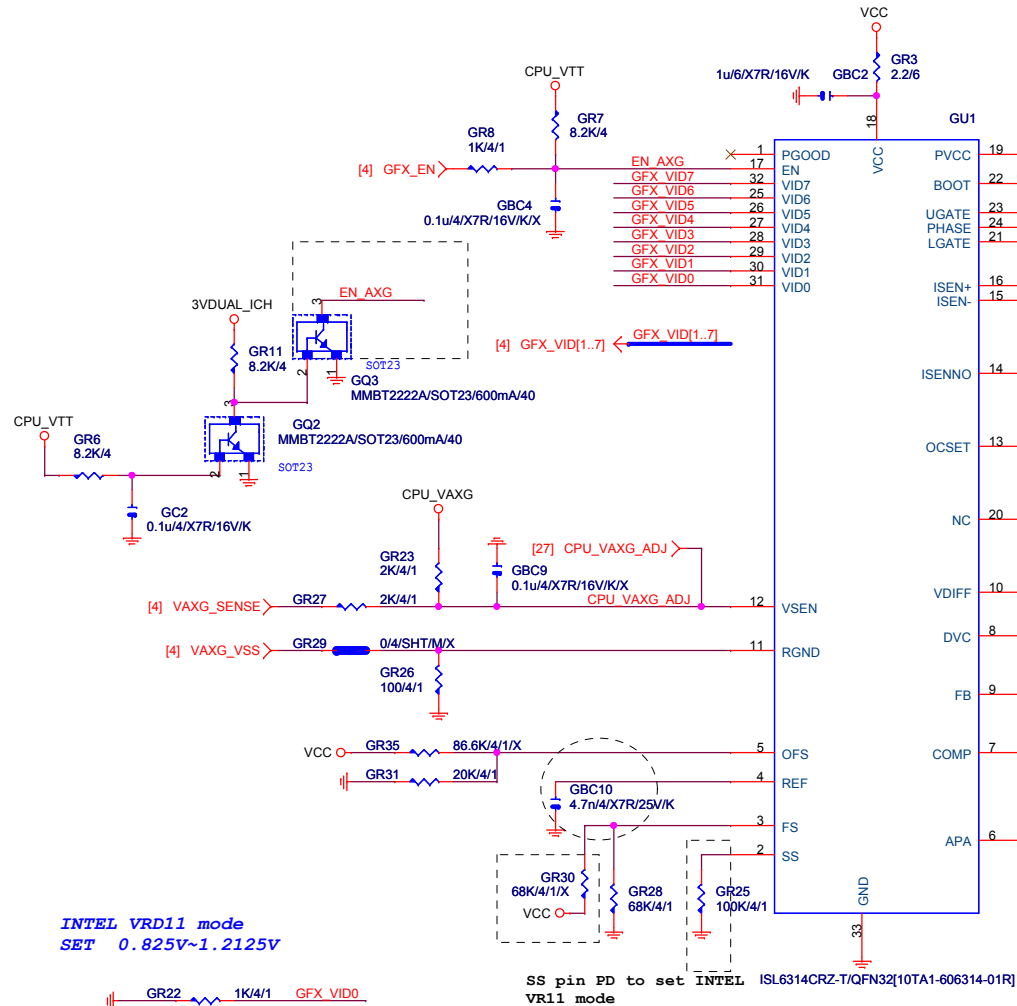 VCC
GR3
2.2/6
1u/6/X7R/16V/K
GBC2
18
GU1
CPU_VTT
GR7
8.2K/4
GR8
1K/4/1
[4] GFX_EN
EN_AXG
GFX_VID7
GFX_VID6
GFX_VID5
GFX_VID4
GFX_VID3
GFX_VID2
GFX_VID1
GFX_VID0
GBC4
0.1u/4/X7R/16V/K/X
1 PGOOD
17 EN
32 VID7
25 VID6
26 VID5
27 VID4
28 VID3
29 VID2
30 VID1
31 VID0
VCC
PVCC 19
BOOT 22
UGATE 23
PHASE 24
LGATE 21
ISEN+ 16
ISEN- 15
ISENNO 14
OCSET 13
NC 20
VDIFF 10
DVC 8
FB 9
COMP 7
APA 6
[4] GFX_VID[1..7]
GFX_VID[1..7]
3VDUAL_ICH
GR11
8.2K/4
3
EN_AXG
SOT23
2
1
GQ3
MMBT2222A/SOT23/600mA/40
3
GQ2
MMBT2222A/SOT23/600mA/40
SOT23
2
1
CPU_VTT
GR6
8.2K/4
GC2
0.1u/4/X7R/16V/K
CPU_VAXG
GR23
2K/4/1
GBC9
0.1u/4/X7R/16V/K/X
[27] CPU_VAXG_ADJ
[4] VAXG_SENSE
GR27
2K/4/1
CPU_VAXG_ADJ
12 VSEN
[4] VAXG_VSS
GR29
0/4/SHT/M/X
11 RGND
GR26
100/4/1
VCC
GR35
86.6K/4/1/X
5 OFS
GR31
20K/4/1
4 REF
GBC10
4.7n/4/X7R/25V/K
3 FS
2 SS
GR30
68K/4/1/X
VCC
GR28
68K/4/1
GR25
100K/4/1
GND
33
INTEL VRD11 mode
SET 0.825V~1.2125V
SS pin PD to set INTEL
VR11 mode
ISL6314CRZ-T/QFN32[10TA1-606314-01R]
GR22
1K/4/1
GFX_VID0